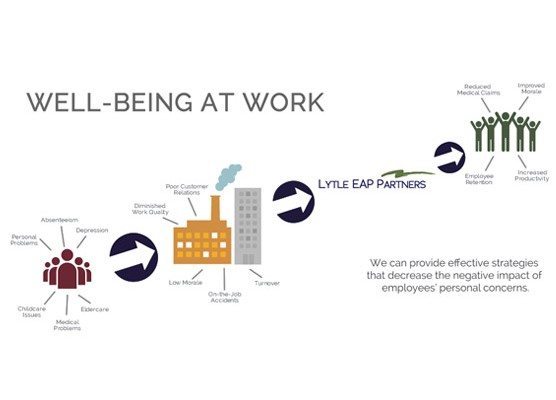 WELL-BEING AT WORK
Absenteeism
Depression
Personal
Problems
Childcare
Issues
Medical
Problems
Eldercare
Poor Customer
Relations
Diminished
Work Quality
Low Morale
On-the-Job
Accidents
Turnover
LYTLE EAP PARTNERS
Reduced
Medical Claims
Improved
Morale
Employee
Retention
Increased
Productivity
We can provide effective strategies
that decrease the negative impact of
employees' personal concerns.